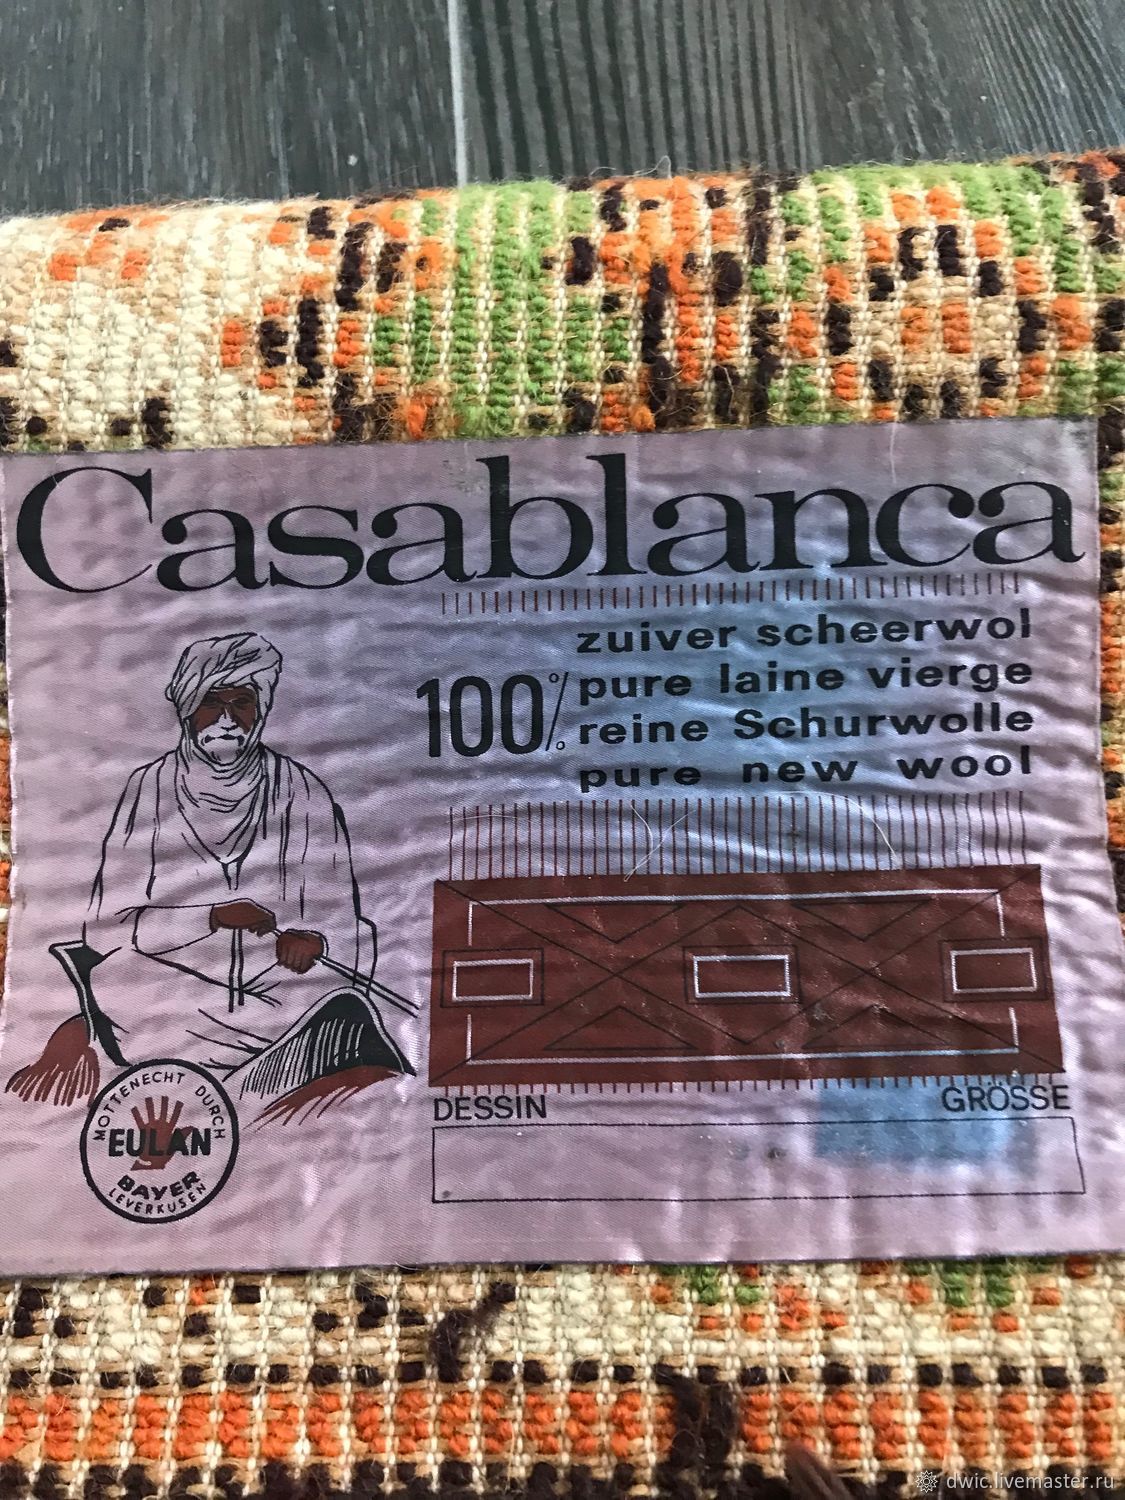 Casablanca
100%
zuiver scheerwol
pure laine vierge
reine Schurwolle
pure new wool
DESSIN GRÖSSE
MOTTENECHT DURCH
EULAN
BAYER
LEVERKUSEN
dwic.livemaster.ru